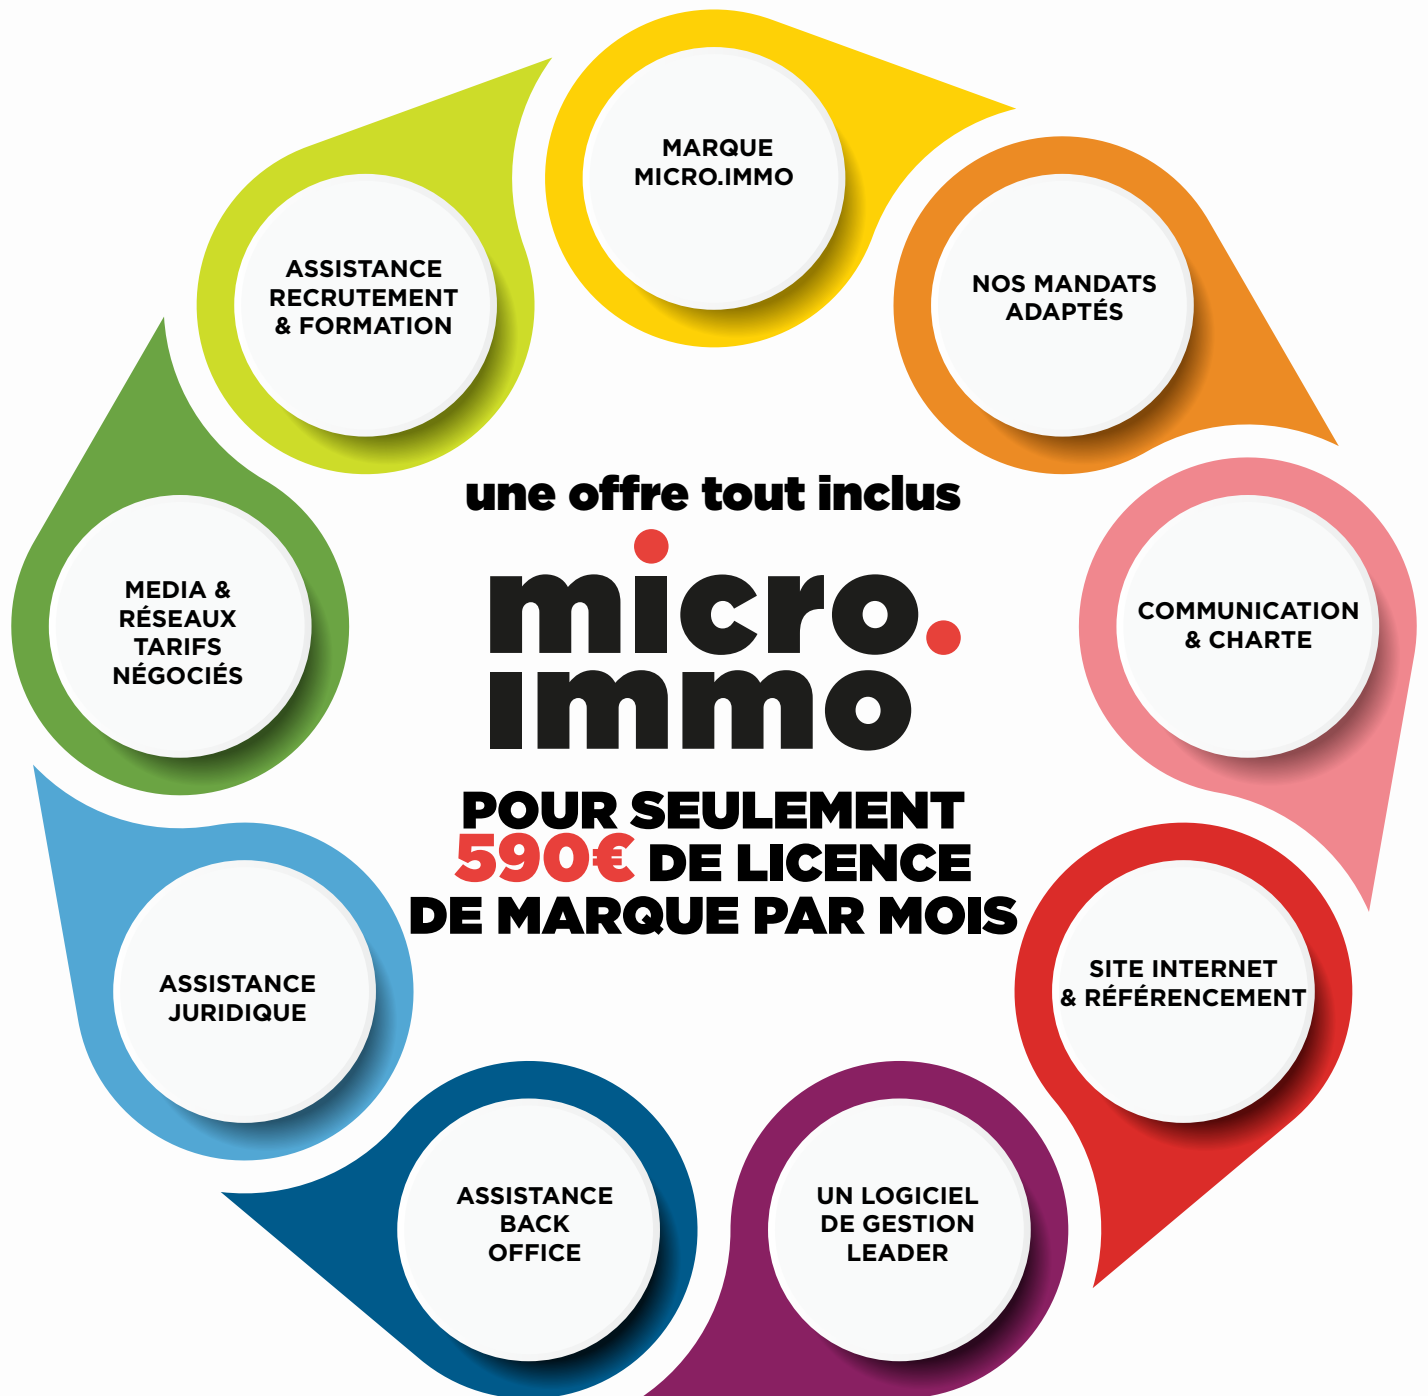 MARQUE
MICRO.IMMO
NOS MANDATS
ADAPTÉS
COMMUNICATION
& CHARTE
SITE INTERNET
& RÉFÉRENCEMENT
UN LOGICIEL
DE GESTION
LEADER
ASSISTANCE
BACK
OFFICE
ASSISTANCE
JURIDIQUE
MEDIA &
RÉSEAUX
TARIFS
NÉGOCIÉS
ASSISTANCE
RECRUTEMENT
& FORMATION
une offre tout inclus
micro.
ımmo
POUR SEULEMENT
590€ DE LICENCE
DE MARQUE PAR MOIS